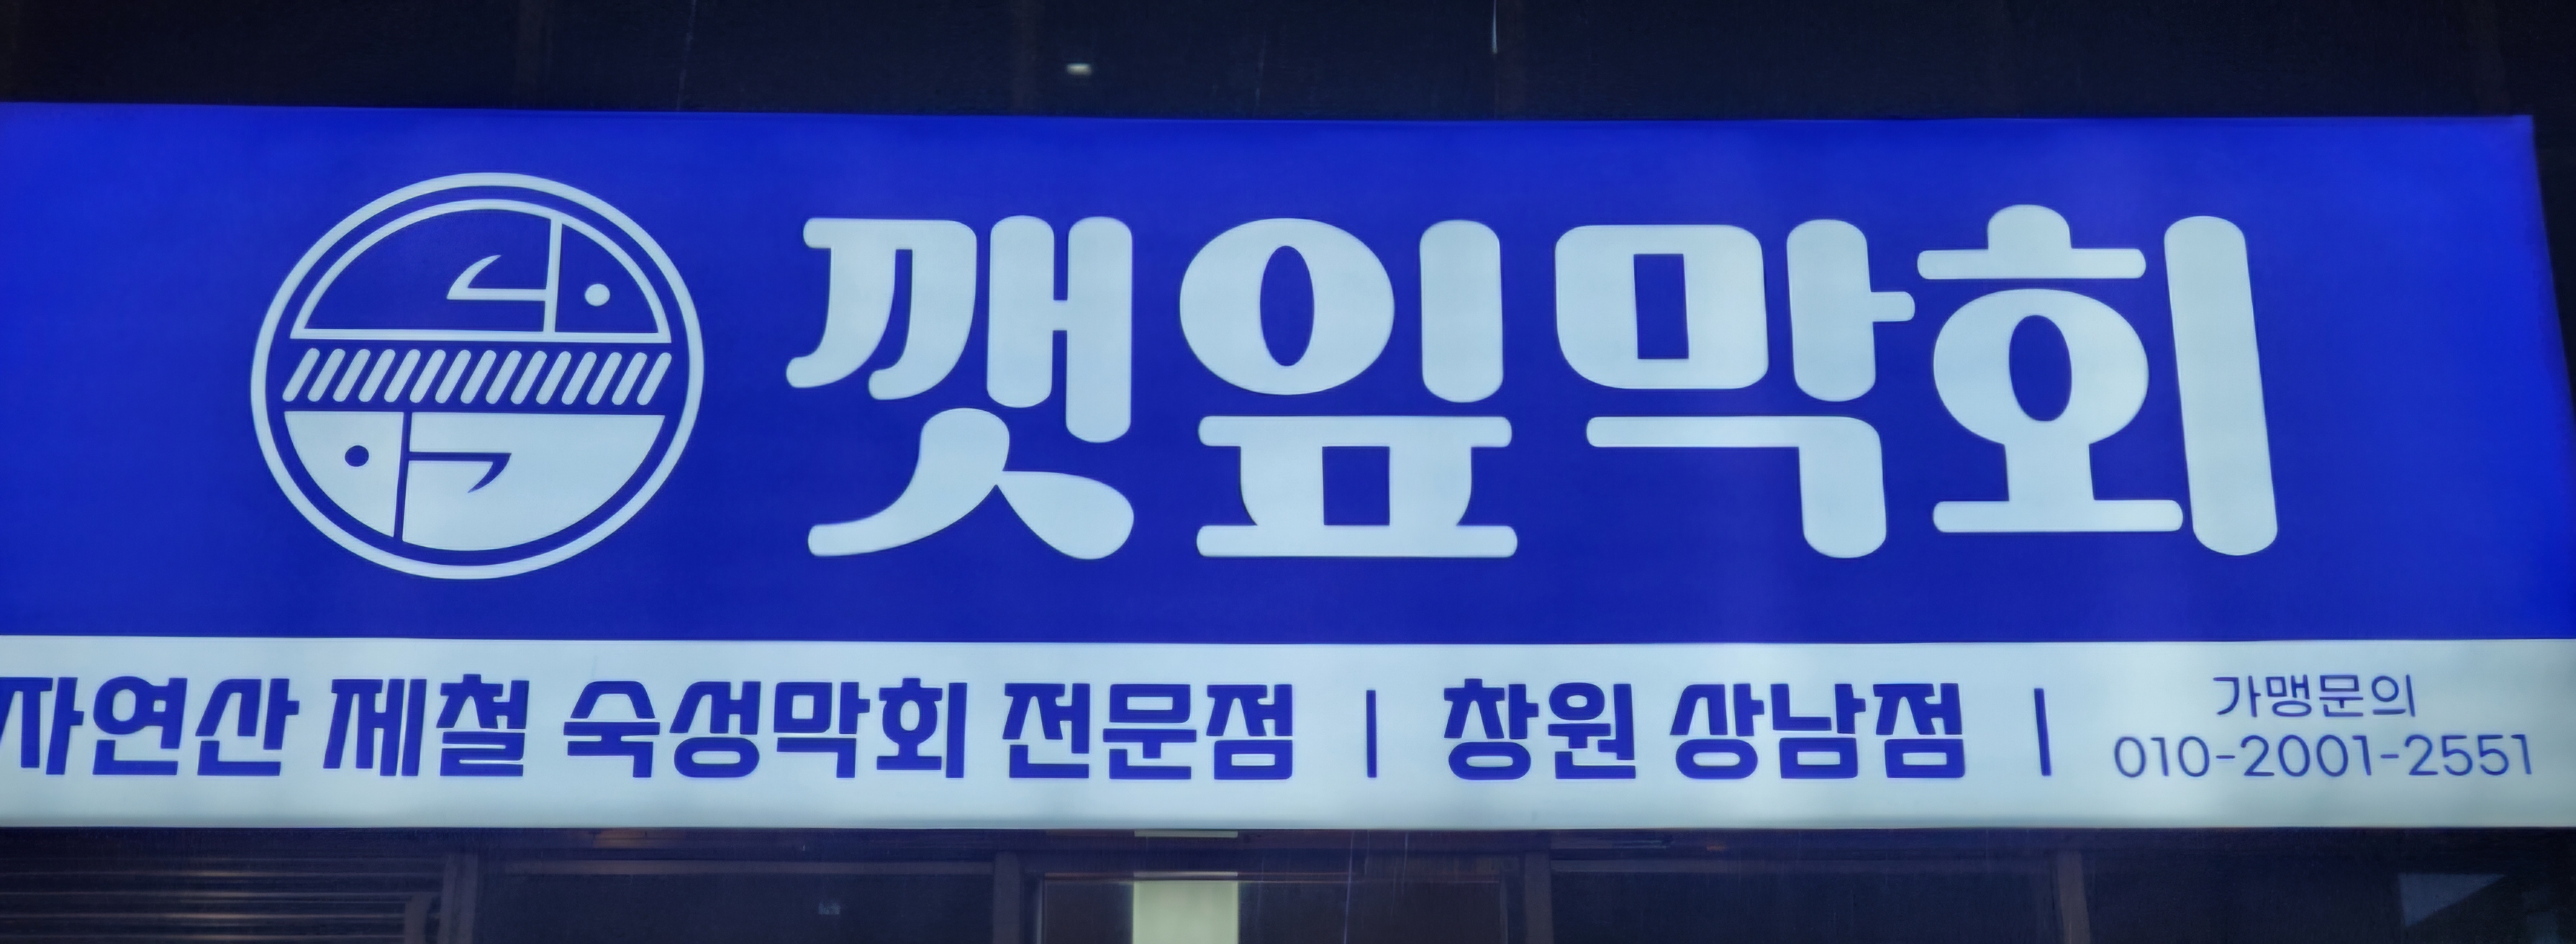 깻잎막회
자연산 제철 숙성막회 전문점 | 창원 상남점 | 가맹문의
010-2001-2551